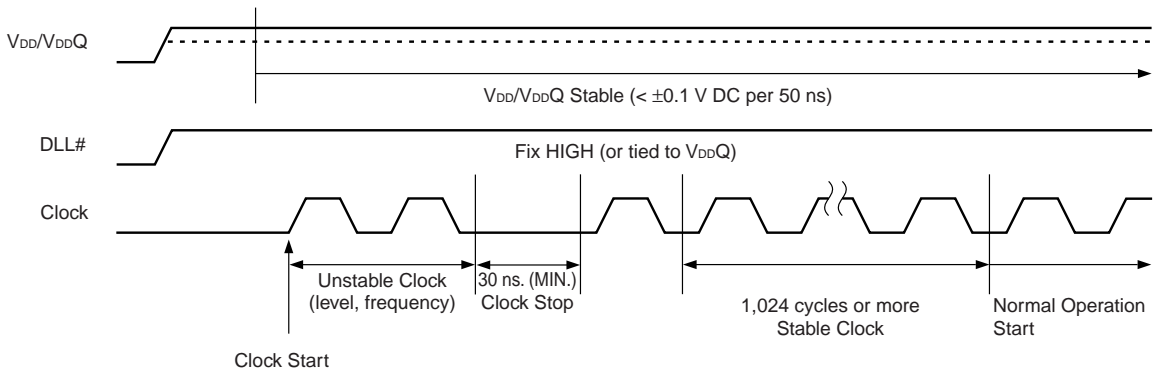 VDD/VDDQ
VDD/VDDQ Stable (< ±0.1 V DC per 50 ns)
DLL#
Fix HIGH (or tied to VDDQ)
Clock
Unstable Clock
(level, frequency)
30 ns. (MIN.)
Clock Stop
1,024 cycles or more
Stable Clock
Normal Operation
Start
Clock Start